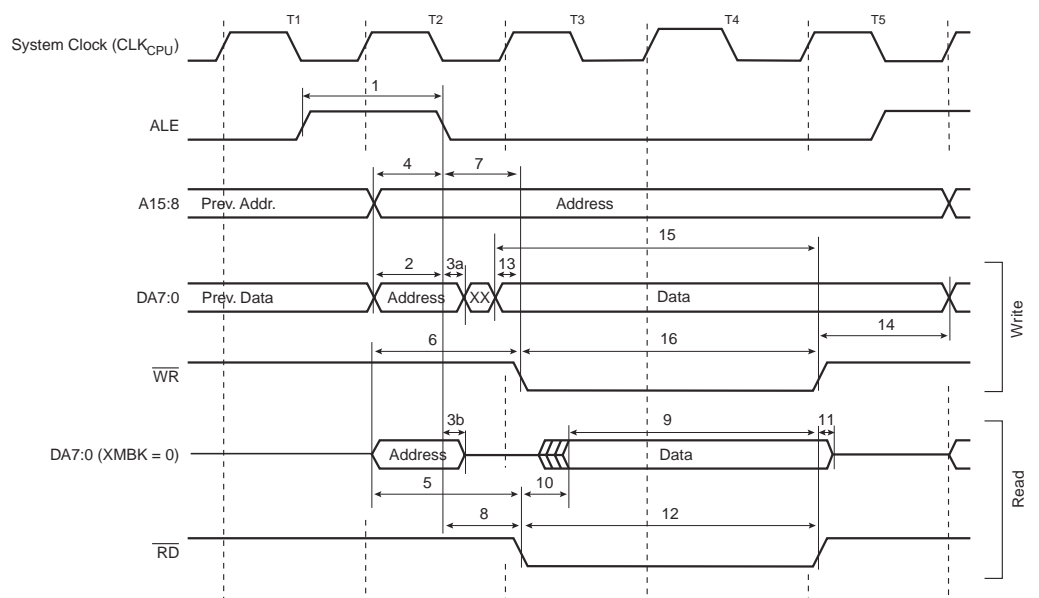 T1 T2 T3 T4 T5
System Clock (CLKCPU)
1
ALE
4 7
A15:8 Prev. Addr. Address
15
2 3a 13
DA7:0 Prev. Data Address XX Data
14
6 16
WR
Write
3b 9 11
DA7:0 (XMBK = 0) Address Data
5 10
8 12
RD
Read